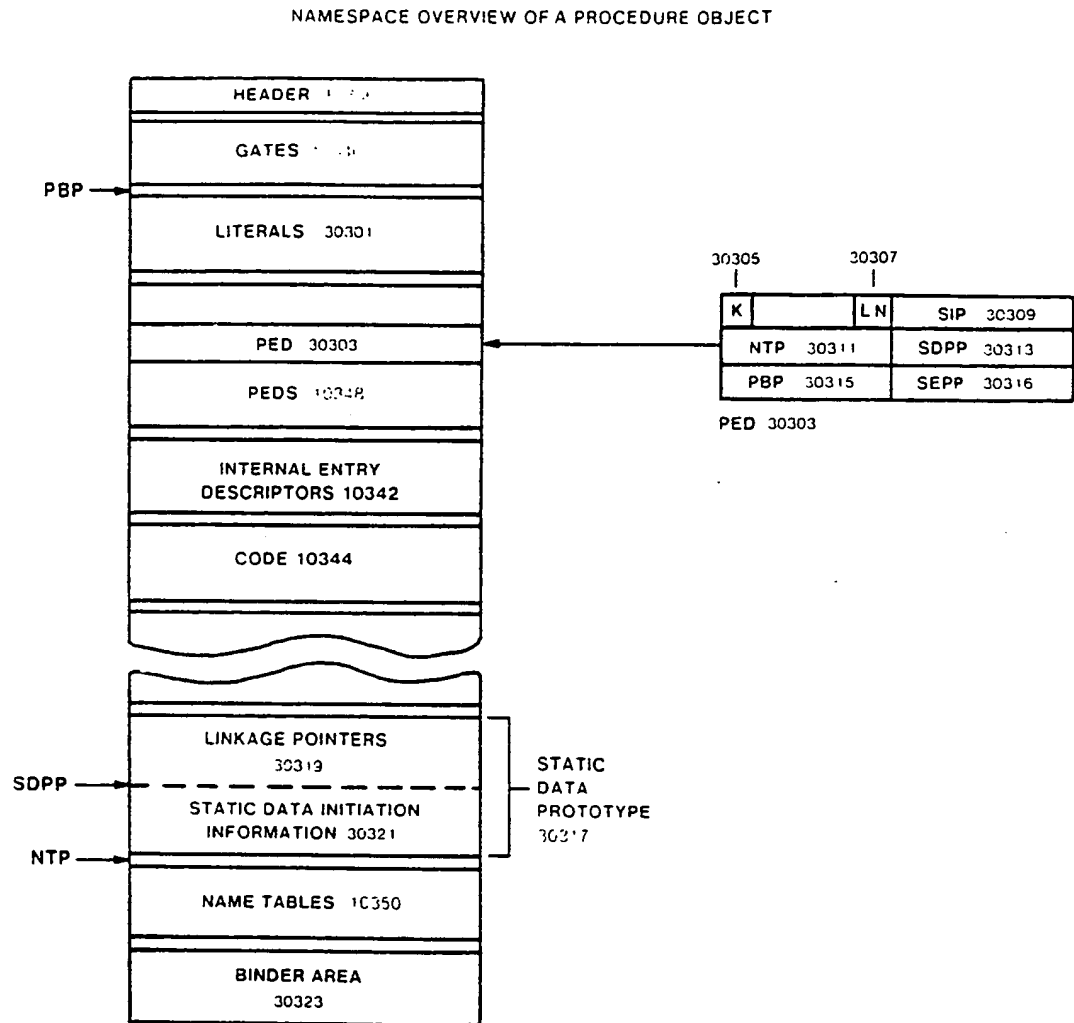 NAMESPACE OVERVIEW OF A PROCEDURE OBJECT
HEADER
GATES
PBP
LITERALS 30301
30305 30307
K LN SIP 30309
PED 30303
NTP 30311 SDPP 30313
PEDS 10348
PBP 30315 SEPP 30316
PED 30303
INTERNAL ENTRY
DESCRIPTORS 10342
CODE 10344
LINKAGE POINTERS
30319
SDPP
STATIC DATA INITIATION
INFORMATION 30321
STATIC
DATA
PROTOTYPE
30317
NTP
NAME TABLES 10350
BINDER AREA
30323